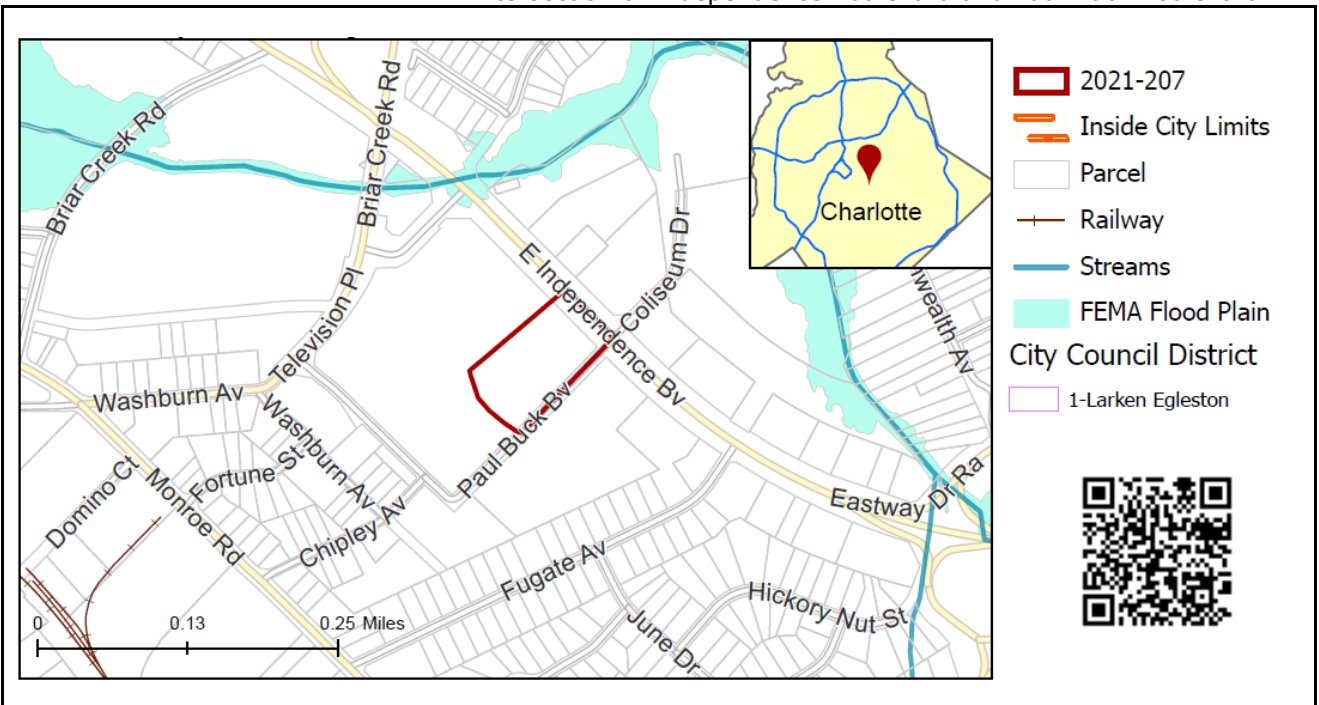 Briar Creek Rd
Briar Creek Rd
Television Pl
E Independence Bv
Coliseum Dr
Paul Buck Bv
Washburn Av
Washburn Av
Fortune St
Domino Ct
Monroe Rd
Chipley Av
Fugate Av
June Dr
Hickory Nut St
Eastway Dr Ra
nwealth Av
Charlotte
0 0.13 0.25 Miles
2021-207
Inside City Limits
Parcel
Railway
Streams
FEMA Flood Plain
City Council District
1-Larken Egleston